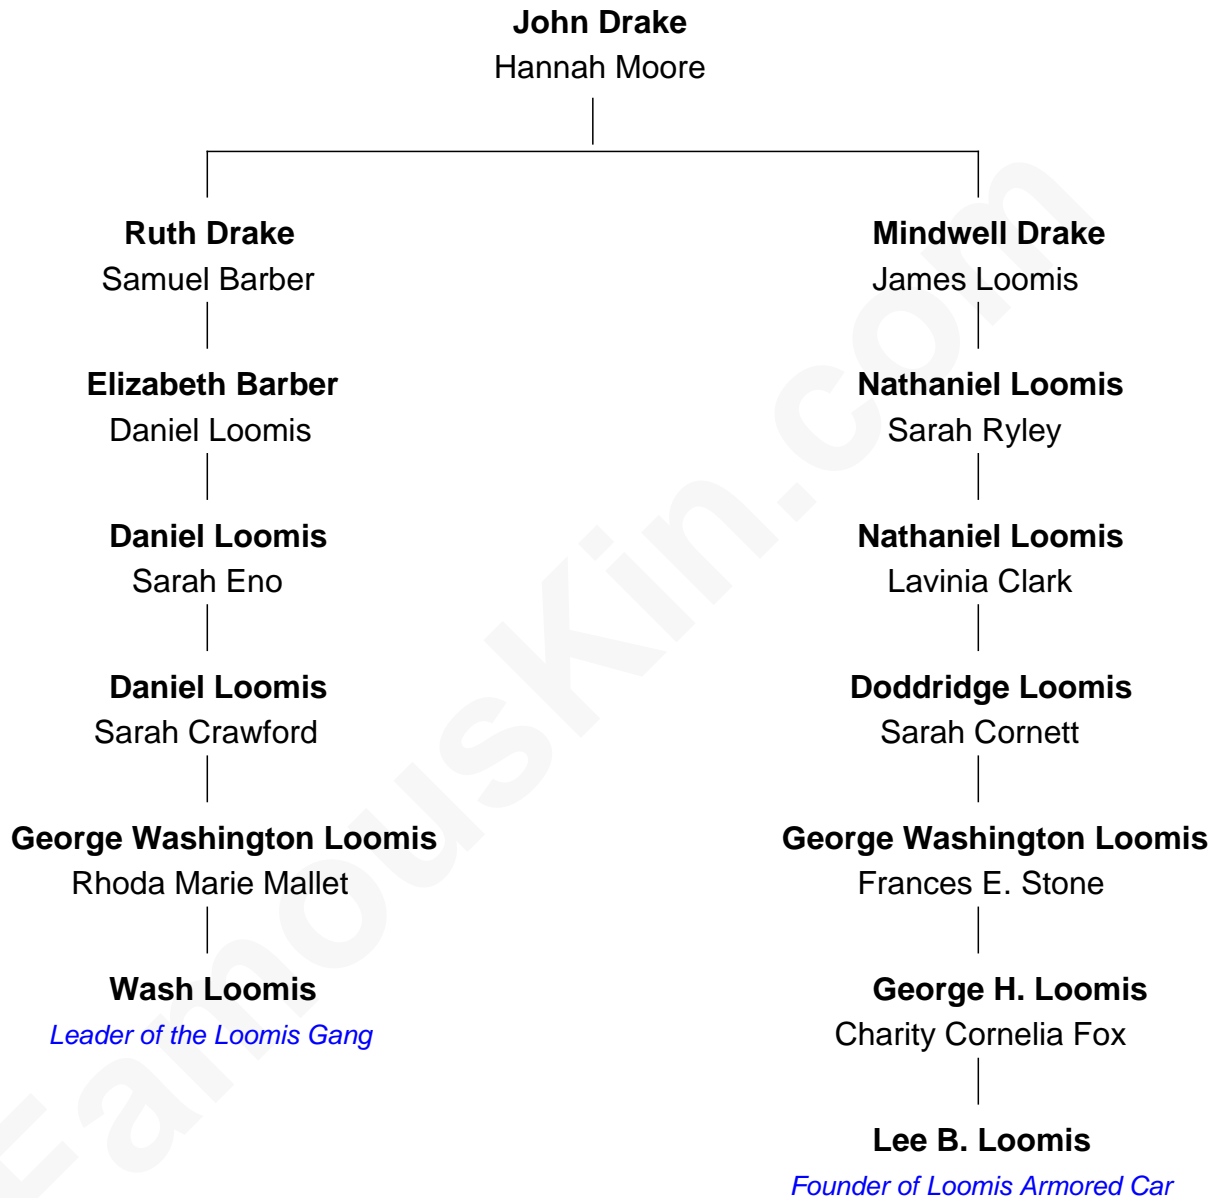 John Drake
Hannah Moore
Ruth Drake
Samuel Barber
Mindwell Drake
James Loomis
Elizabeth Barber
Daniel Loomis
Nathaniel Loomis
Sarah Ryley
Daniel Loomis
Sarah Eno
Nathaniel Loomis
Lavinia Clark
Daniel Loomis
Sarah Crawford
Doddridge Loomis
Sarah Cornett
George Washington Loomis
Rhoda Marie Mallet
George Washington Loomis
Frances E. Stone
Wash Loomis
Leader of the Loomis Gang
George H. Loomis
Charity Cornelia Fox
Lee B. Loomis
Founder of Loomis Armored Car
FamousKin.com